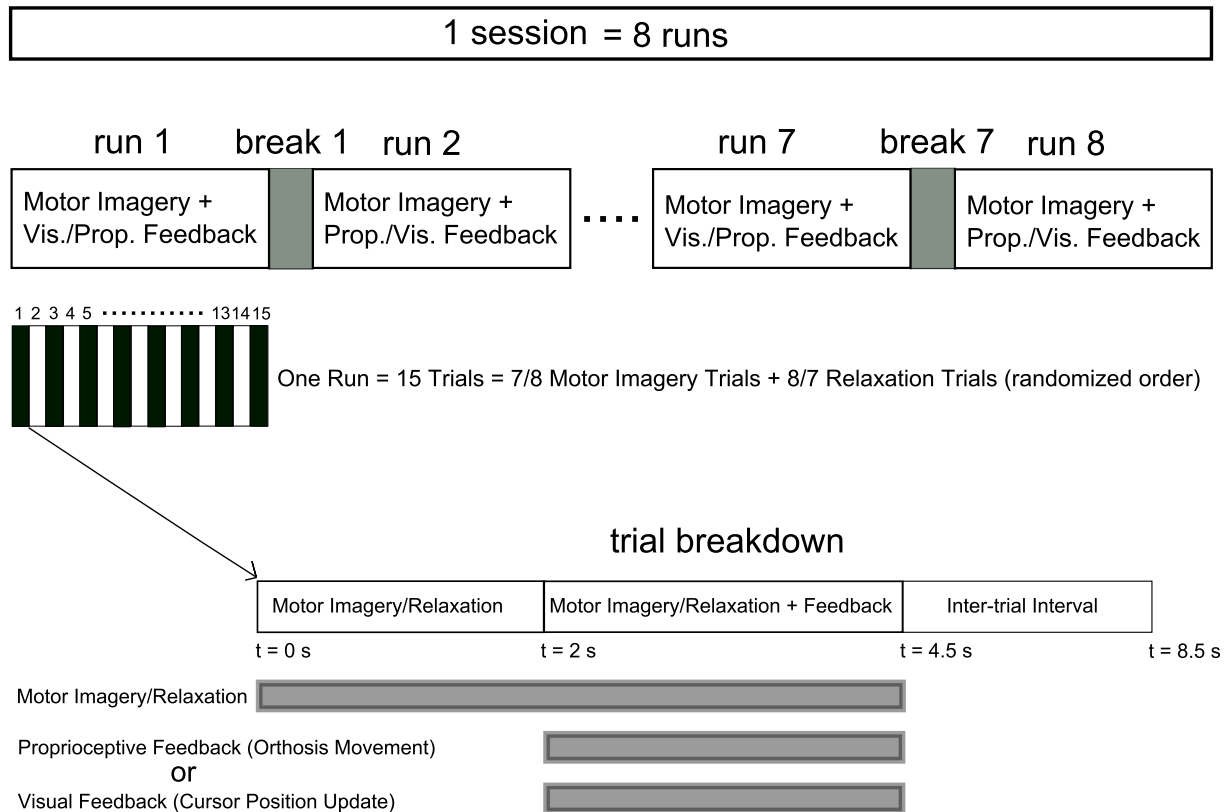 1 session = 8 runs
run 1 break 1 run 2 run 7 break 7 run 8
Motor Imagery + Motor Imagery + Motor Imagery + Motor Imagery +
Vis./Prop. Feedback Prop./Vis. Feedback .... Vis./Prop. Feedback Prop./Vis. Feedback
1 2 3 4 5 ........... 13 14 15
One Run = 15 Trials = 7/8 Motor Imagery Trials + 8/7 Relaxation Trials (randomized order)
trial breakdown
Motor Imagery/Relaxation Motor Imagery/Relaxation + Feedback Inter-trial Interval
t = 0 s t = 2 s t = 4.5 s t = 8.5 s
Motor Imagery/Relaxation
Proprioceptive Feedback (Orthosis Movement)
or
Visual Feedback (Cursor Position Update)